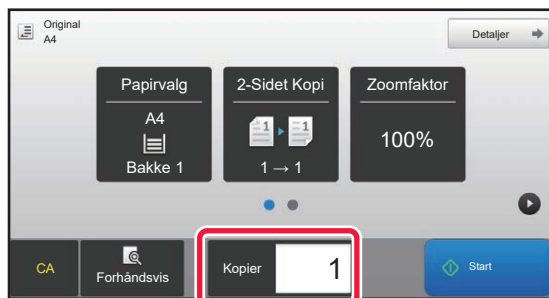 Original
A4
Detaljer
Papirvalg
A4
Bakke 1
2-Sidet Kopi
1 1
1 → 1
Zoomfaktor
100%
CA
Forhåndsvis
Kopier
1
Start